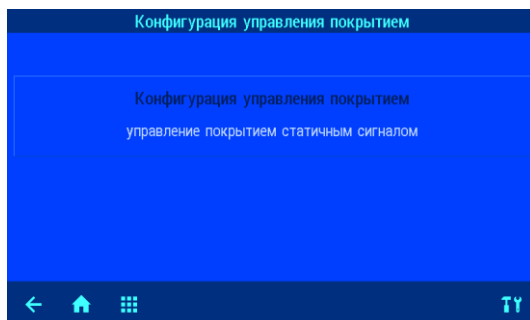 Конфигурация управления покрытием
Конфигурация управления покрытием
управление покрытием статичным сигналом